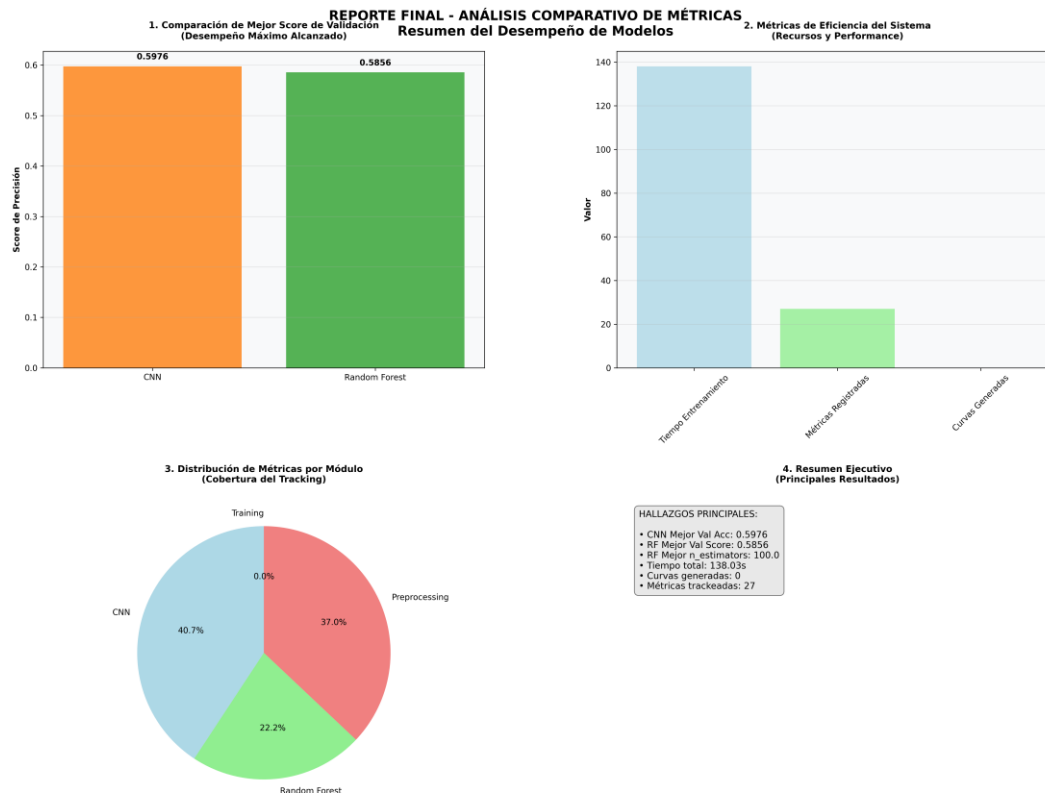 REPORTE FINAL - ANÁLISIS COMPARATIVO DE MÉTRICAS
Resumen del Desempeño de Modelos
1. Comparación de Mejor Score de Validación
(Desempeño Máximo Alcanzado)
0.5976
0.5856
Score de Precisión
0.6
0.5
0.4
0.3
0.2
0.1
0.0
CNN
Random Forest
2. Métricas de Eficiencia del Sistema
(Recursos y Performance)
Valor
140
120
100
80
60
40
20
0
Tiempo Entrenamiento
Métricas Registradas
Curvas Generadas
3. Distribución de Métricas por Módulo
(Cobertura del Tracking)
Training
0.0%
Preprocessing
37.0%
CNN
40.7%
22.2%
Random Forest
4. Resumen Ejecutivo
(Principales Resultados)
HALLAZGOS PRINCIPALES:
• CNN Mejor Val Acc: 0.5976
• RF Mejor Val Score: 0.5856
• RF Mejor n_estimators: 100.0
• Tiempo total: 138.03s
• Curvas generadas: 0
• Métricas trackeadas: 27